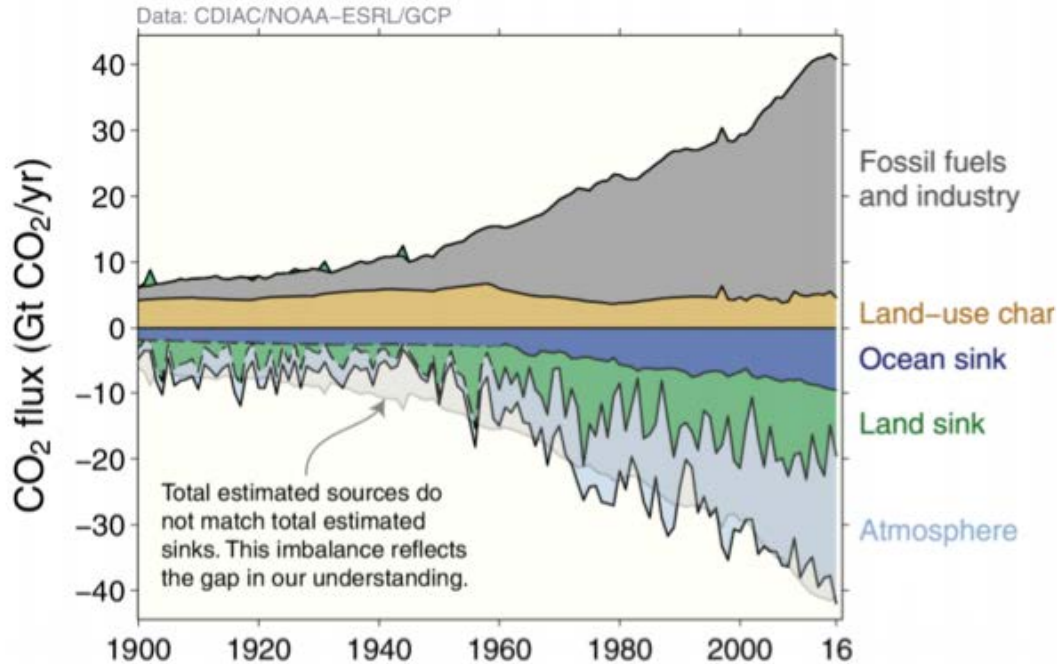 Data: CDIAC/NOAA−ESRL/GCP
CO2 flux (Gt CO2/yr)
40
30
20
10
0
−10
−20
−30
−40
1900
1920
1940
1960
1980
2000
16
Fossil fuels
and industry
Land−use char
Ocean sink
Land sink
Atmosphere
Total estimated sources do
not match total estimated
sinks. This imbalance reflects
the gap in our understanding.